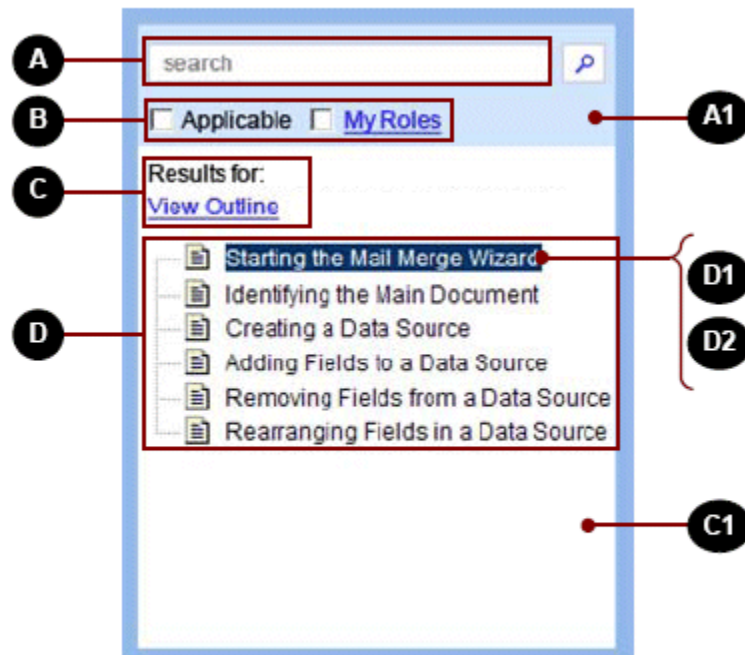 A
search
B
Applicable My Roles
A1
C
Results for:
View Outline
D
Starting the Mail Merge Wizard
D1
Identifying the Main Document
Creating a Data Source
D2
Adding Fields to a Data Source
Removing Fields from a Data Source
Rearranging Fields in a Data Source
C1